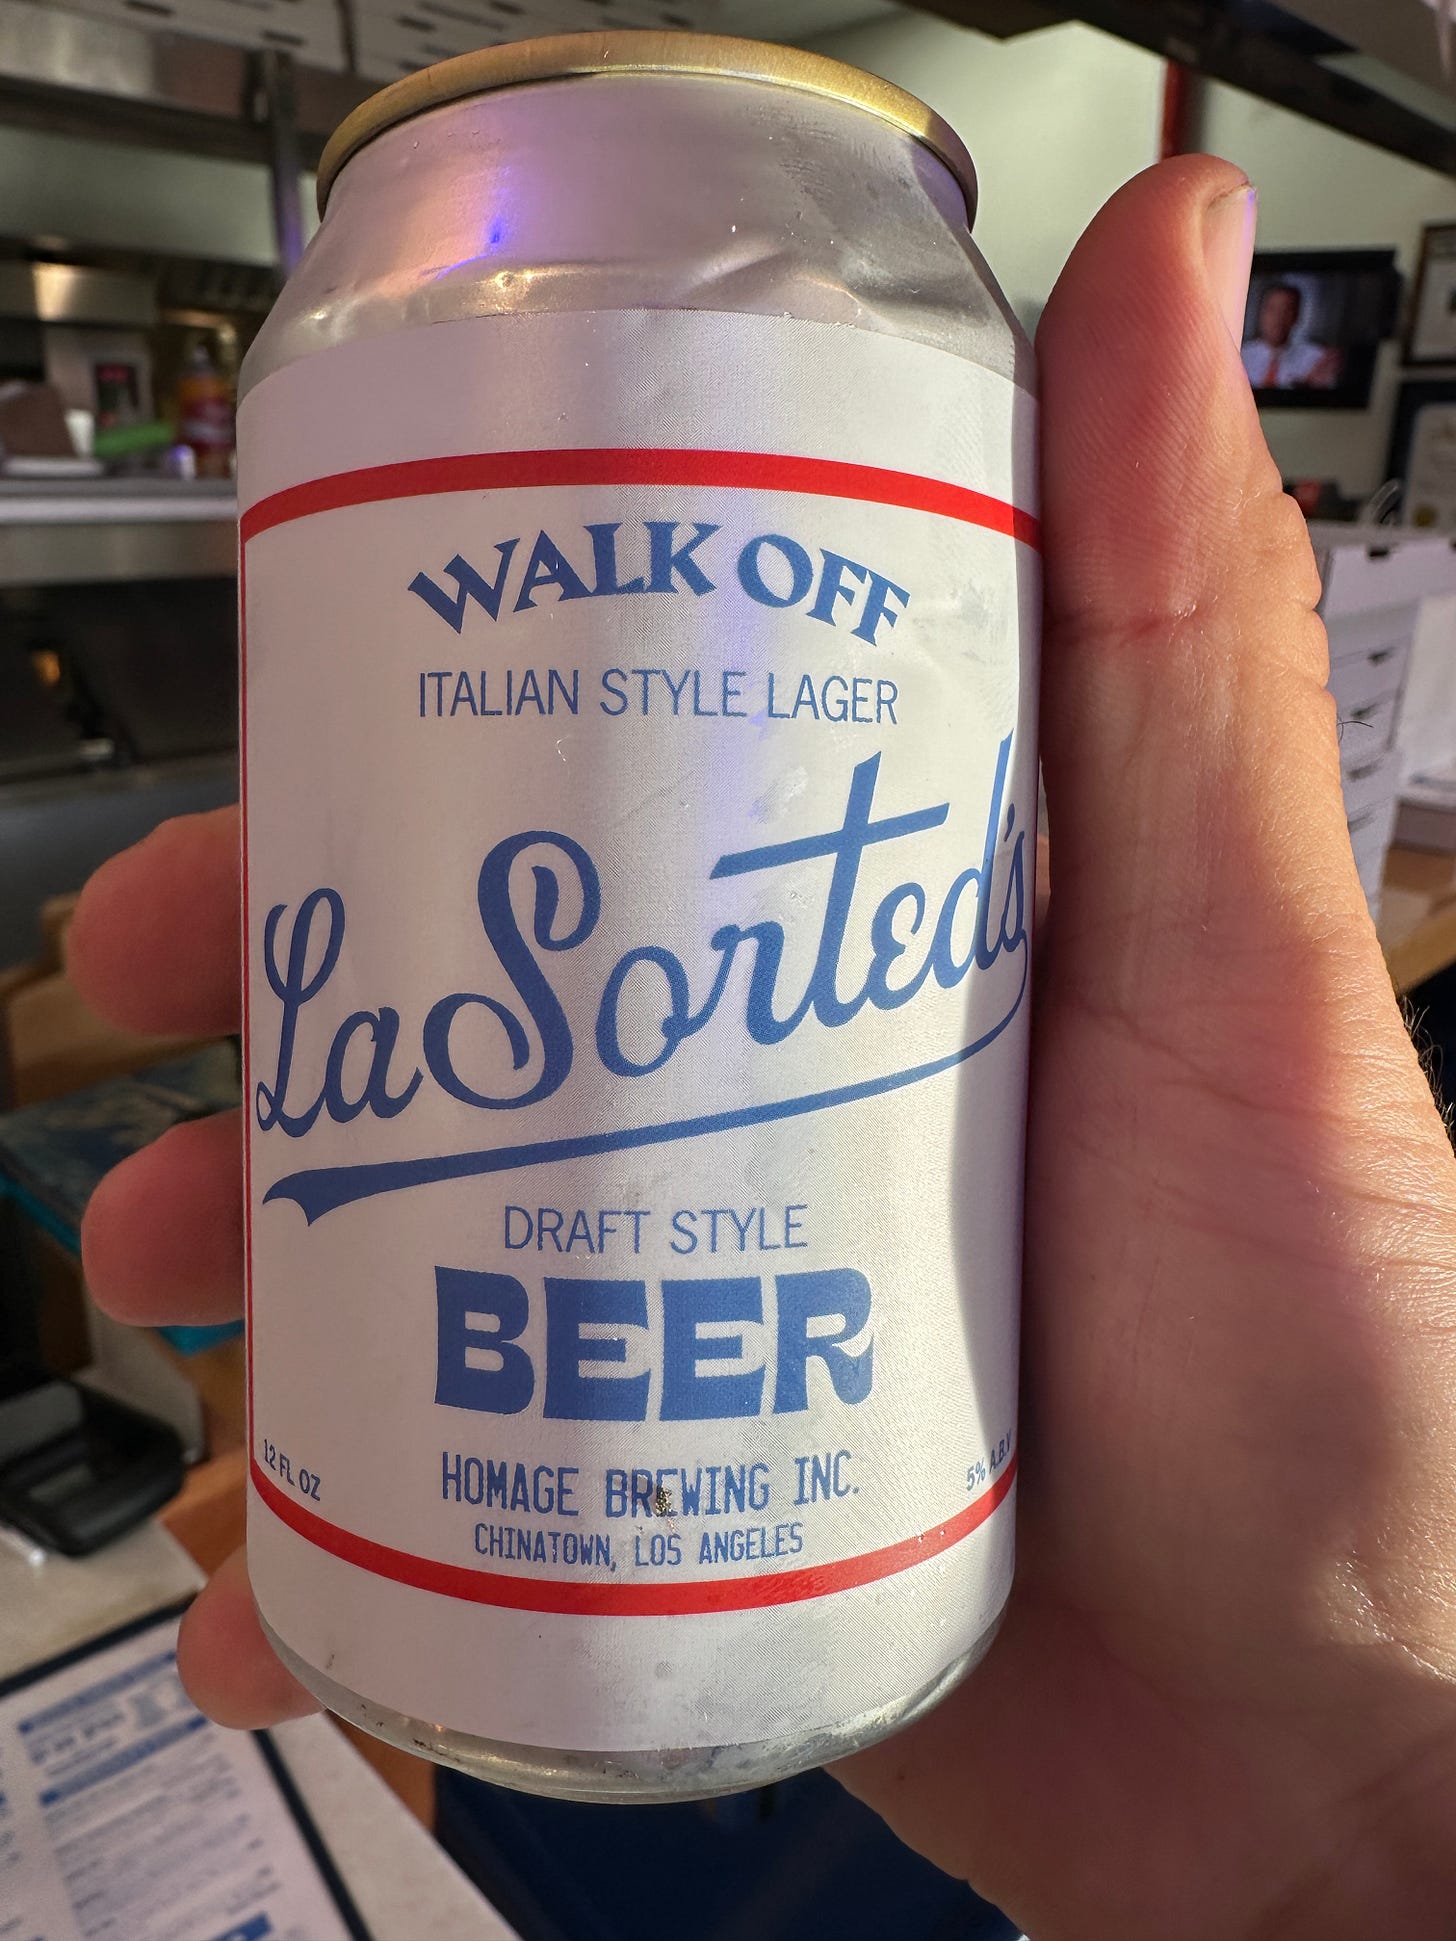 WALK OFF
ITALIAN STYLE LAGER
LaSorted's
DRAFT STYLE
BEER
12 FL OZ
5% A.B.V
HOMAGE BREWING INC.
CHINATOWN, LOS ANGELES